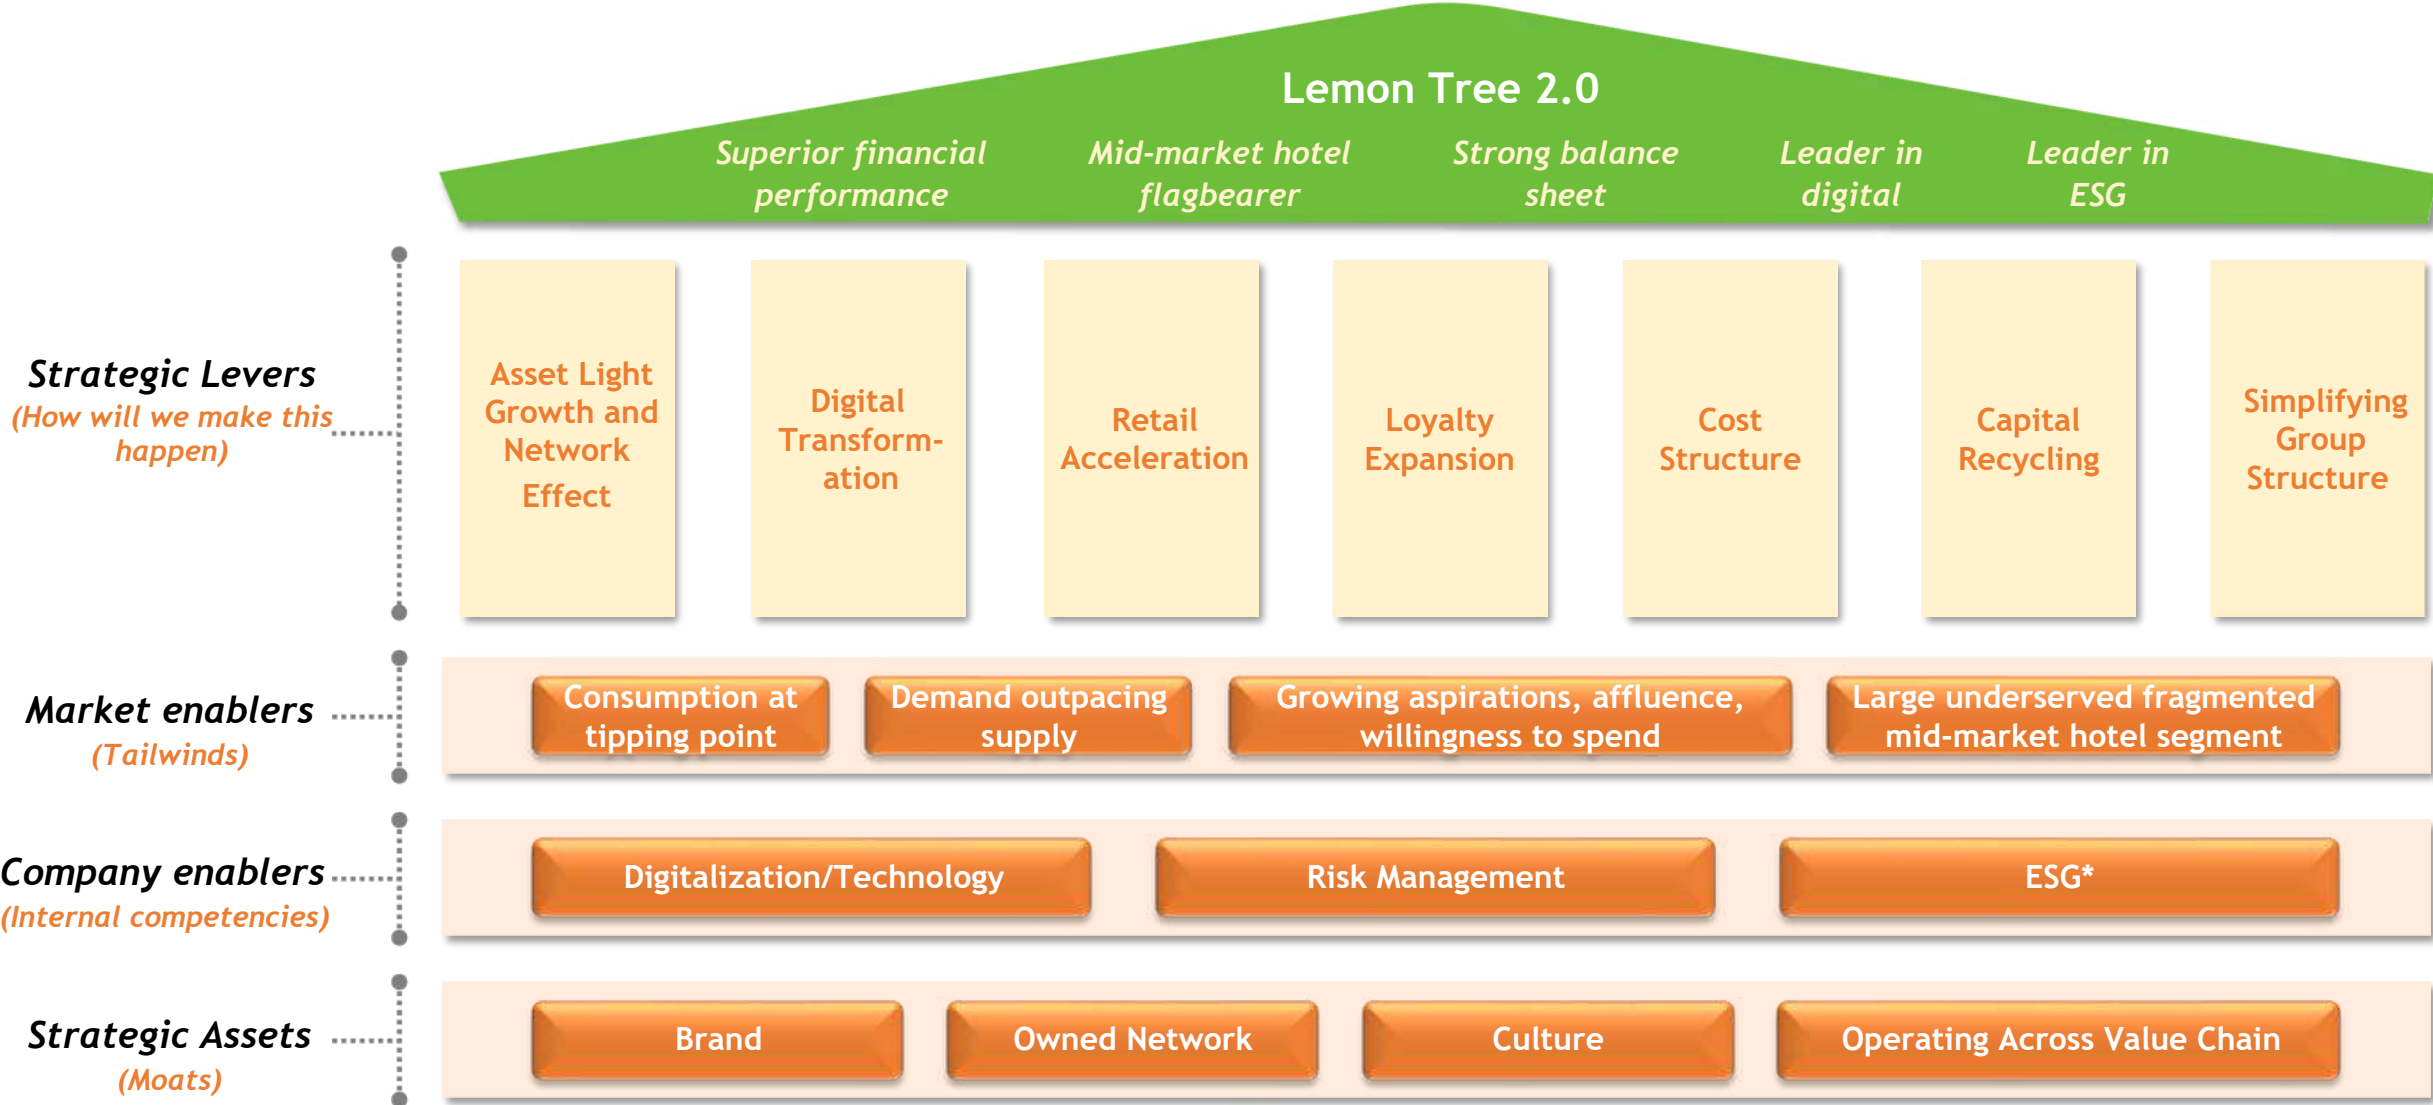 Lemon Tree 2.0
Superior financial
performance
Mid-market hotel
flagbearer
Strong balance
sheet
Leader in
digital
Leader in
ESG
Strategic Levers
(How will we make this
happen)
Asset Light
Growth and
Network
Effect
Digital
Transform-
ation
Retail
Acceleration
Loyalty
Expansion
Cost
Structure
Capital
Recycling
Simplifying
Group
Structure
Market enablers
(Tailwinds)
Consumption at
tipping point
Demand outpacing
supply
Growing aspirations, affluence,
willingness to spend
Large underserved fragmented
mid-market hotel segment
Company enablers
(Internal competencies)
Digitalization/Technology
Risk Management
ESG*
Strategic Assets
(Moats)
Brand
Owned Network
Culture
Operating Across Value Chain